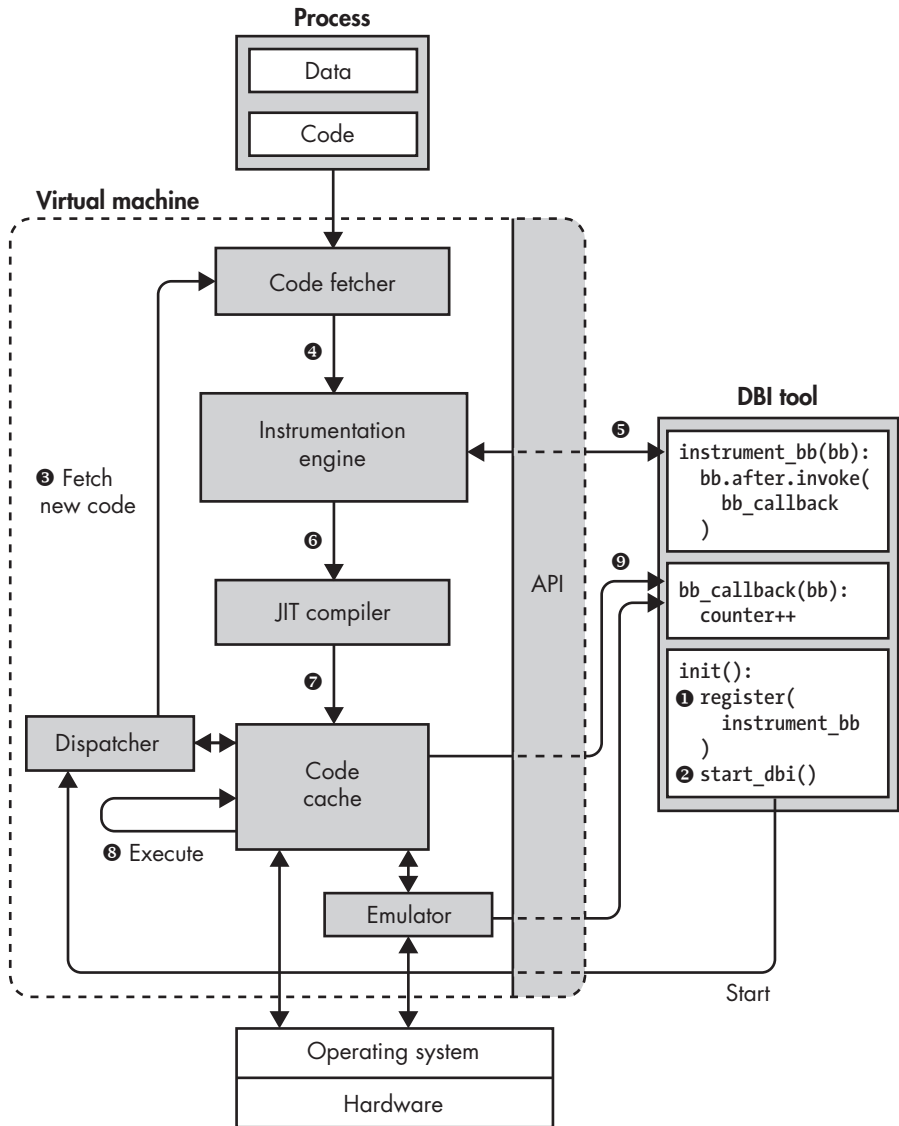 Process
Data
Code
Virtual machine
Code fetcher
❹
Instrumentation
engine
❸ Fetch
new code
❻
JIT compiler
❼
Dispatcher
Code
cache
❽ Execute
Emulator
API
❺
❾
DBI tool
instrument_bb(bb):
bb.after.invoke(
bb_callback
)
bb_callback(bb):
counter++
init():
❶ register(
instrument_bb
)
❷ start_dbi()
Start
Operating system
Hardware